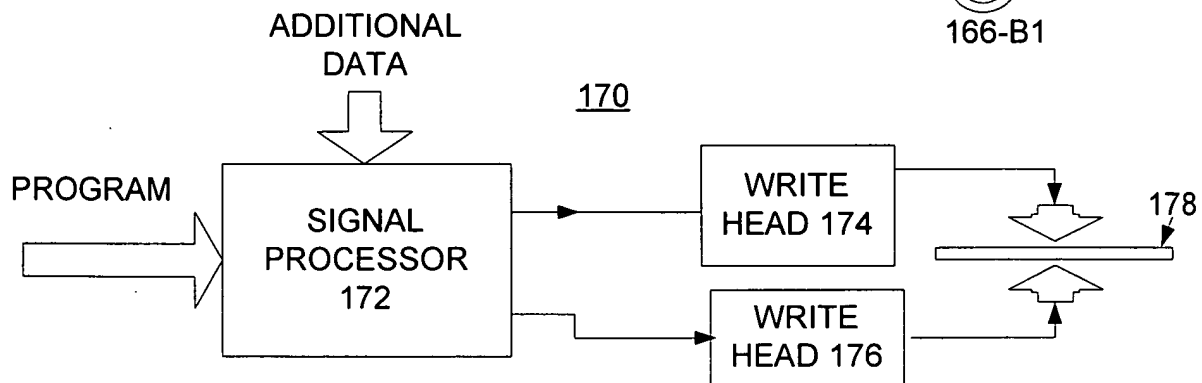 166-B1
ADDITIONAL
DATA
170
PROGRAM
SIGNAL
PROCESSOR
172
WRITE
HEAD 174
178
WRITE
HEAD 176